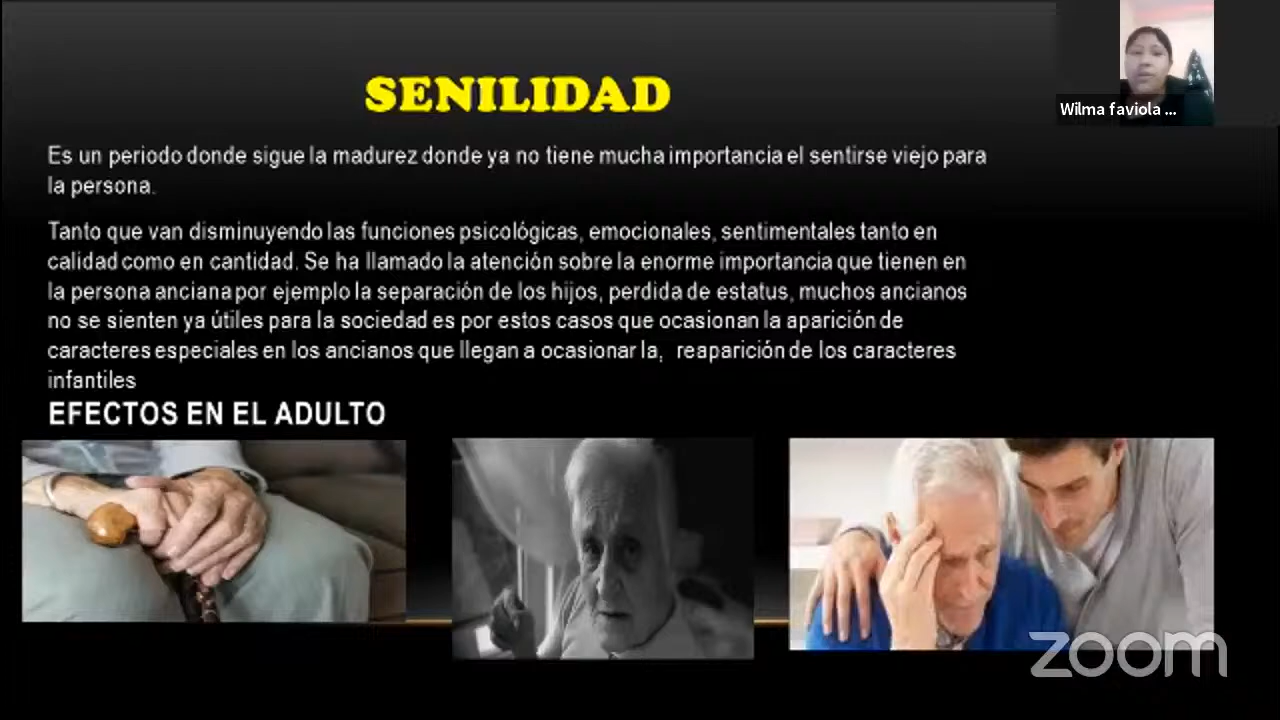 SENILIDAD
Wilma faviola ...
Es un periodo donde sigue la madurez donde ya no tiene mucha importancia el sentirse viejo para
la persona.
Tanto que van disminuyendo las funciones psicológicas, emocionales, sentimentales tanto en
calidad como en cantidad. Se ha llamado la atención sobre la enorme importancia que tienen en
la persona anciana por ejemplo la separación de los hijos, perdida de estatus, muchos ancianos
no se sienten ya útiles para la sociedad es por estos casos que ocasionan la aparición de
caracteres especiales en los ancianos que llegan a ocasionar la, reaparición de los caracteres
infantiles
EFECTOS EN EL ADULTO
zoom